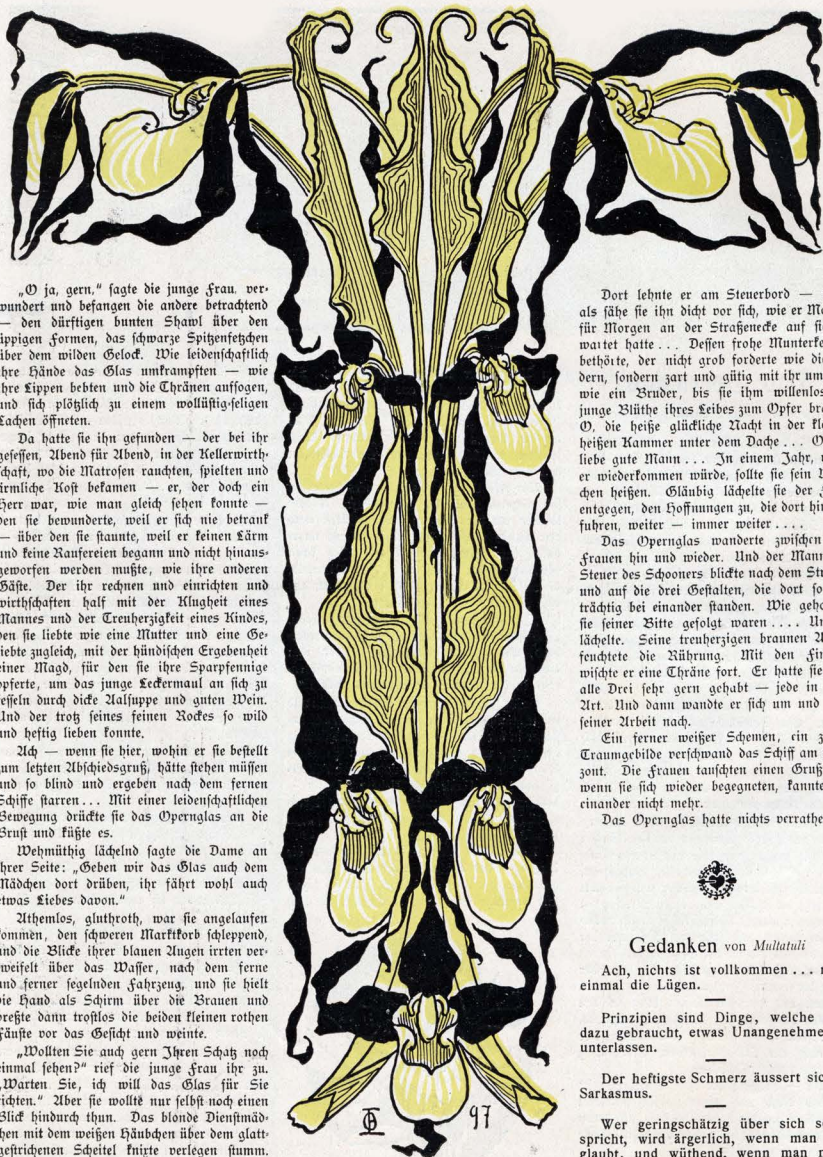 „O ja, gern,“ sagte die junge Frau, ver-
wundert und befangen die andere betrachtend
— den dürftigen bunten Shawl über den
üppigen Formen, das schwarze Spitzenfetzchen
über dem wilden Gelock. Wie leidenschaftlich
ihre Hände das Glas umkrampften — wie
ihre Lippen bebten und die Thränen auffogen,
und sich plötzlich zu einem wollüstig-seligen
Lachen öffneten.
Da hatte sie ihn gefunden — der bei ihr
gesessen, Abend für Abend, in der Kellerwirth-
schaft, wo die Matrosen rauchten, spielten und
ärmliche Kost bekamen — er, der doch ein
Herr war, wie man gleich sehen konnte —
den sie bewunderte, weil er sich nie betrank
— über den sie staunte, weil er keinen Lärm
und keine Raufereien begann und nicht hinaus-
geworfen werden mußte, wie ihre anderen
Gäste. Der ihr rechnen und einrichten und
wirthschaften half mit der Klugheit eines
Mannes und der Treuherzigkeit eines Kindes,
den sie liebte wie eine Mutter und eine Ge-
liebte zugleich, mit der hündischen Ergebenheit
einer Magd, für den sie ihre Sparpfennige
opferte, um das junge Leckermaul an sich zu
fesseln durch dicke Aalsuppe und guten Wein.
Und der trotz seines feinen Rockes so wild
und heftig lieben konnte.
Ach — wenn sie hier, wohin er sie bestellt
zum letzten Abschiedsgruß, hätte stehen müssen
und so blind und ergeben nach dem fernen
Schiffe starren... Mit einer leidenschaftlichen
Bewegung drückte sie das Opernglas an die
Brust und küßte es.
Wehmüthig lächelnd sagte die Dame an
ihrer Seite: „Geben wir das Glas auch dem
Mädchen dort drüben, ihr fährt wohl auch
etwas Liebes davon.“
Athemlos, gluthroth, war sie angelaufen
kommen, den schweren Marktkorb schleppend,
und die Blicke ihrer blauen Augen irrten ver-
zweifelt über das Wasser, nach dem ferne
und ferner segelnden Fahrzeug, und sie hielt
die Hand als Schirm über die Brauen und
preßte dann trostlos die beiden kleinen rothen
Fäuste vor das Gesicht und weinte.
„Wollten Sie auch gern Ihren Schatz noch
einmal sehen?“ rief die junge Frau ihr zu.
„Warten Sie, ich will das Glas für Sie
richten.“ Aber sie wollte nur selbst noch einen
Blick hindurch thun. Das blonde Dienstmäd-
chen mit dem weißen Häubchen über dem glatt-
gestrichenen Scheitel knixte verlegen stumm.
97
Dort lehnte er am Steuerbord —
als sähe sie ihn dicht vor sich, wie er Mo
für Morgen an der Straßenecke auf si
wartet hatte... Dessen frohe Munterke
bethörte, der nicht grob forderte wie die
dern, sondern zart und gütig mit ihr um
wie ein Bruder, bis sie ihm willenlos
junge Blüthe ihres Leibes zum Opfer bra
O, die heiße glückliche Nacht in der kle
heißen Kammer unter dem Dache... O
liebe gute Mann... In einem Jahr,
er wiederkommen würde, sollte sie sein
chen heißen. Gläubig lächelte sie der
entgegen, den Hoffnungen zu, die dort hin
fuhren, weiter — immer weiter....
Das Opernglas wanderte zwischen
Frauen hin und wieder. Und der Mann
Steuer des Schooners blickte nach dem Str
und auf die drei Gestalten, die dort so
trächtig bei einander standen. Wie geho
sie seiner Bitte gefolgt waren.... Un
lächelte. Seine treuherzigen braunen A
feuchtete die Rührung. Mit den Fin
wischte er eine Thräne fort. Er hatte sie
alle Drei sehr gern gehabt — jede in
Art. Und dann wandte er sich um und
seiner Arbeit nach.
Ein ferner weißer Schemen, ein z
Traumgebilde verschwand das Schiff am
zont. Die Frauen tauschten einen Gruß
wenn sie sich wieder begegneten, kannte
einander nicht mehr.
Das Opernglas hatte nichts verrathe
Gedanken von Multatuli
Ach, nichts ist vollkommen...
einmal die Lügen.
Prinzipien sind Dinge, welche
dazu gebraucht, etwas Unangenehme
unterlassen.
Der heftigste Schmerz äussert sic
Sarkasmus.
Wer geringschätzig über sich se
spricht, wird ärgerlich, wenn man
glaubt, und wüthend, wenn man